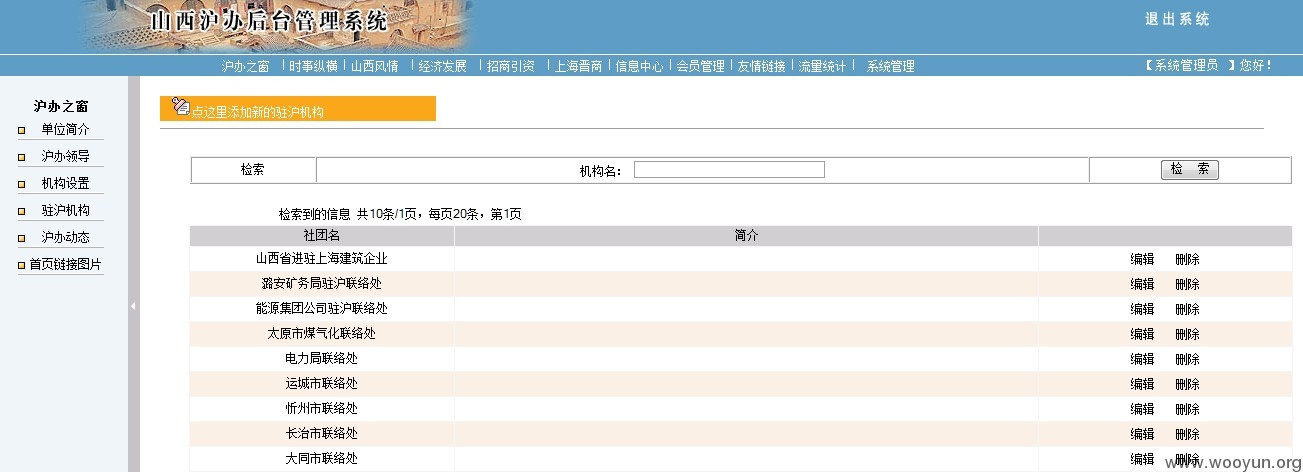 山西沪办后台管理系统
退出系统
沪办之窗 | 时事纵横 | 山西风情 | 经济发展 | 招商引资 | 上海晋商 | 信息中心 | 会员管理 | 友情链接 | 流量统计 | 系统管理
【系统管理员 】您好!
沪办之窗
单位简介
沪办领导
机构设置
驻沪机构
沪办动态
首页链接图片
点这里添加新的驻沪机构
检索 机构名: 检 索
检索到的信息 共10条/1页,每页20条,第1页
社团名 简介
山西省进驻上海建筑企业 编辑 删除
潞安矿务局驻沪联络处 编辑 删除
能源集团公司驻沪联络处 编辑 删除
太原市煤气化联络处 编辑 删除
电力局联络处 编辑 删除
运城市联络处 编辑 删除
忻州市联络处 编辑 删除
长治市联络处 编辑 删除
大同市联络处 编辑 删除
www.wooyun.org